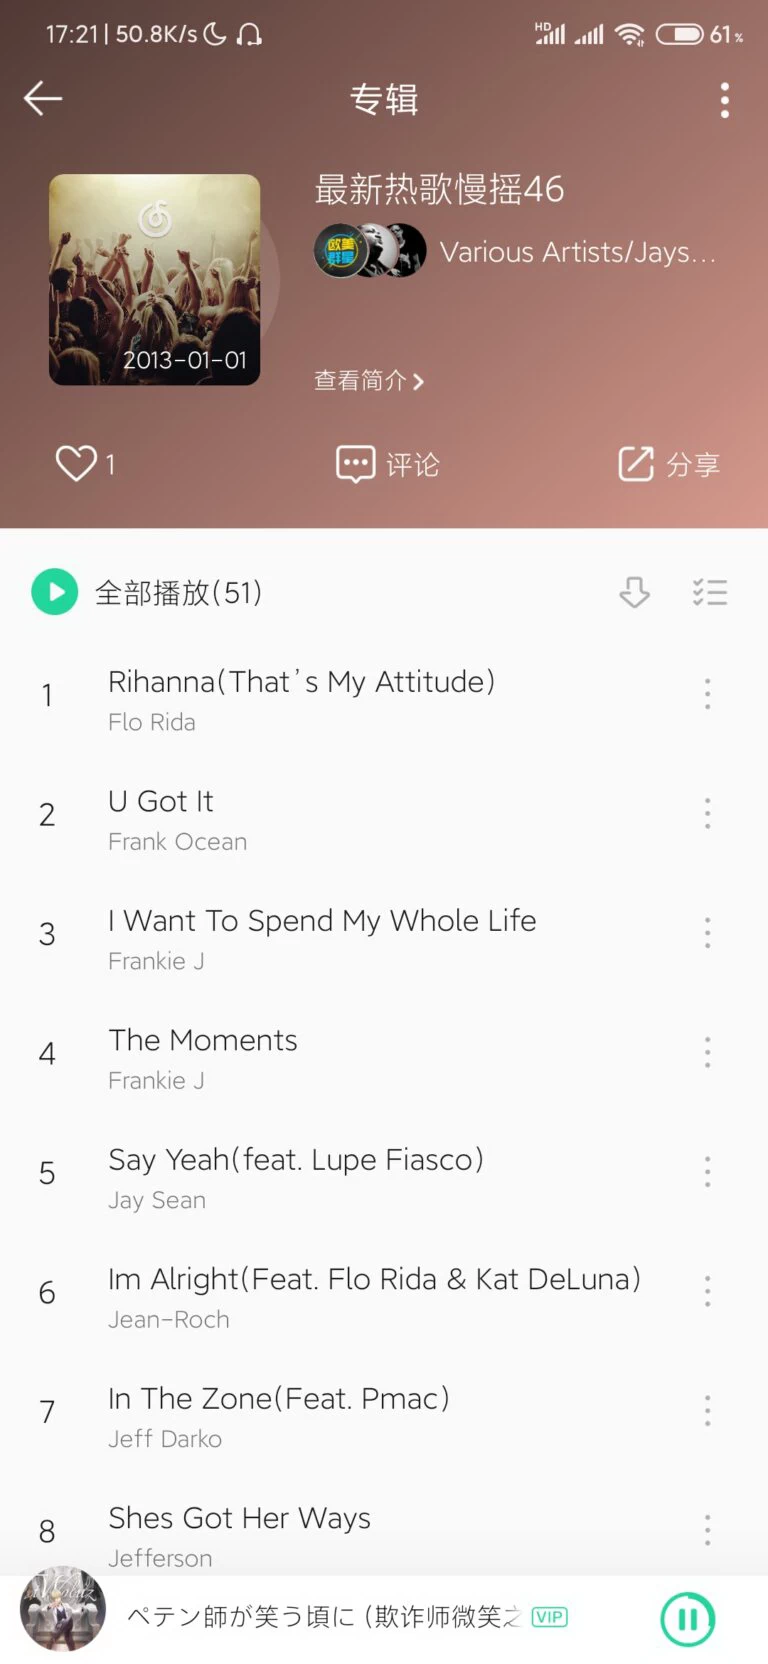 17:21 | 50.8K/s
HD
61%
专辑
最新热歌慢摇46
欧美
群星
Various Artists/Jays...
2013-01-01
查看简介
1
评论
分享
全部播放(51)
1
Rihanna(That's My Attitude)
Flo Rida
2
U Got It
Frank Ocean
3
I Want To Spend My Whole Life
Frankie J
4
The Moments
Frankie J
5
Say Yeah(feat. Lupe Fiasco)
Jay Sean
6
Im Alright(Feat. Flo Rida & Kat DeLuna)
Jean-Roch
7
In The Zone(Feat. Pmac)
Jeff Darko
8
Shes Got Her Ways
Jefferson
ペテン師が笑う頃に (欺诈师微笑之
VIP